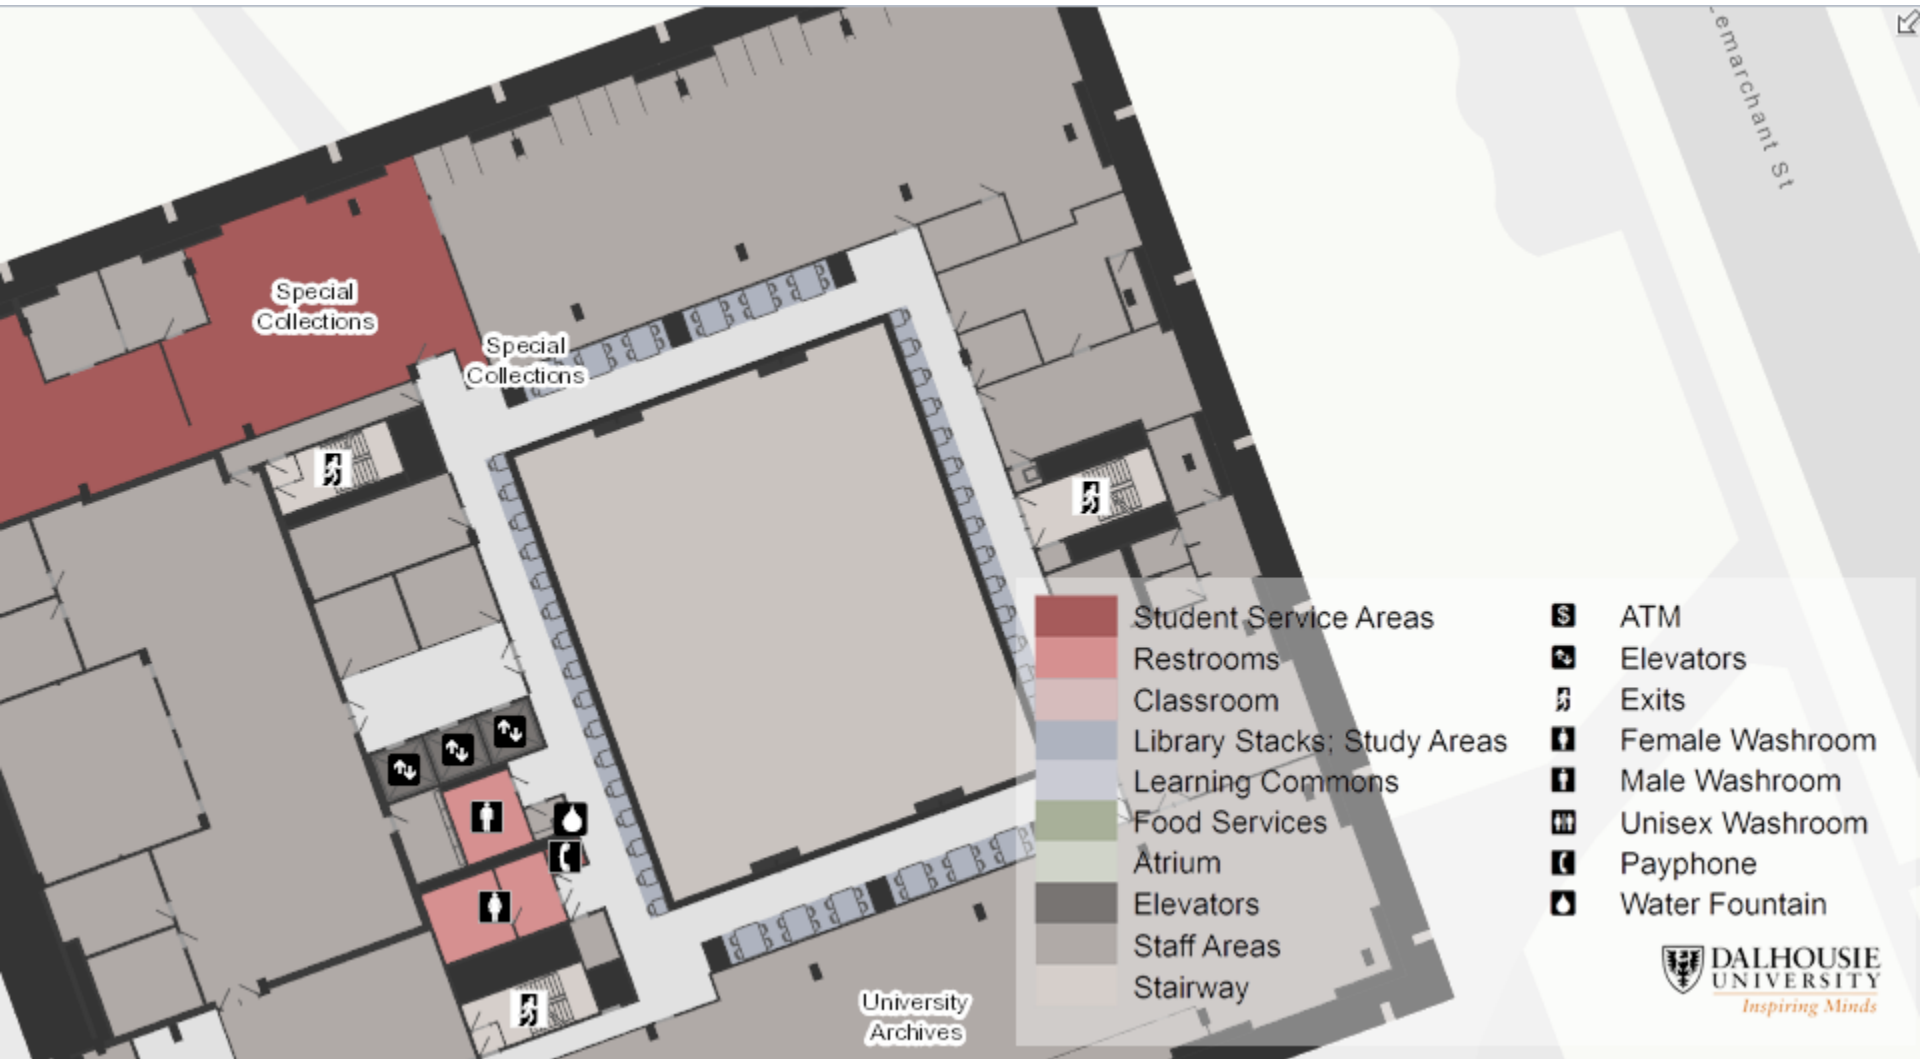 Lemarchant St
Special
Collections
Special
Collections
University
Archives
Student Service Areas
Restrooms
Classroom
Library Stacks; Study Areas
Learning Commons
Food Services
Atrium
Elevators
Staff Areas
Stairway
$ ATM
Elevators
Exits
Female Washroom
Male Washroom
Unisex Washroom
Payphone
Water Fountain
DALHOUSIE
UNIVERSITY
Inspiring Minds